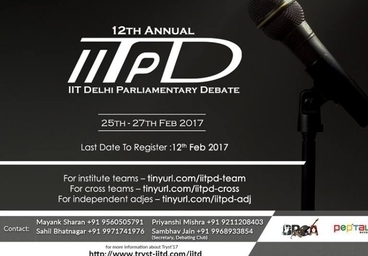 12TH ANNUAL
IITPD
IIT DELHI PARLIAMENTARY DEBATE
25TH - 27TH FEB 2017
Last Date To Register :12th Feb 2017
For institute teams – tinyurl.com/iitpd-team
For cross teams – tinyurl.com/iitpd-cross
For independent adjes – tinyurl.com/iitpd-adj
Contact:
Mayank Sharan +91 9560505791 Priyanshi Mishra +91 9211208403
Sahil Bhatnagar +91 9971741976 Sambhav Jain +91 9968933854
(Secretary, Debating Club)
for more information about Tryst'17
http://www.tryst-iitd.com/iitd